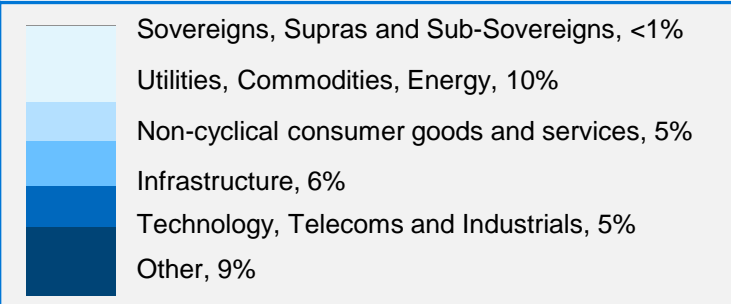 Sovereigns, Supras and Sub-Sovereigns, <1%
Utilities, Commodities, Energy, 10%
Non-cyclical consumer goods and services, 5%
Infrastructure, 6%
Technology, Telecoms and Industrials, 5%
Other, 9%